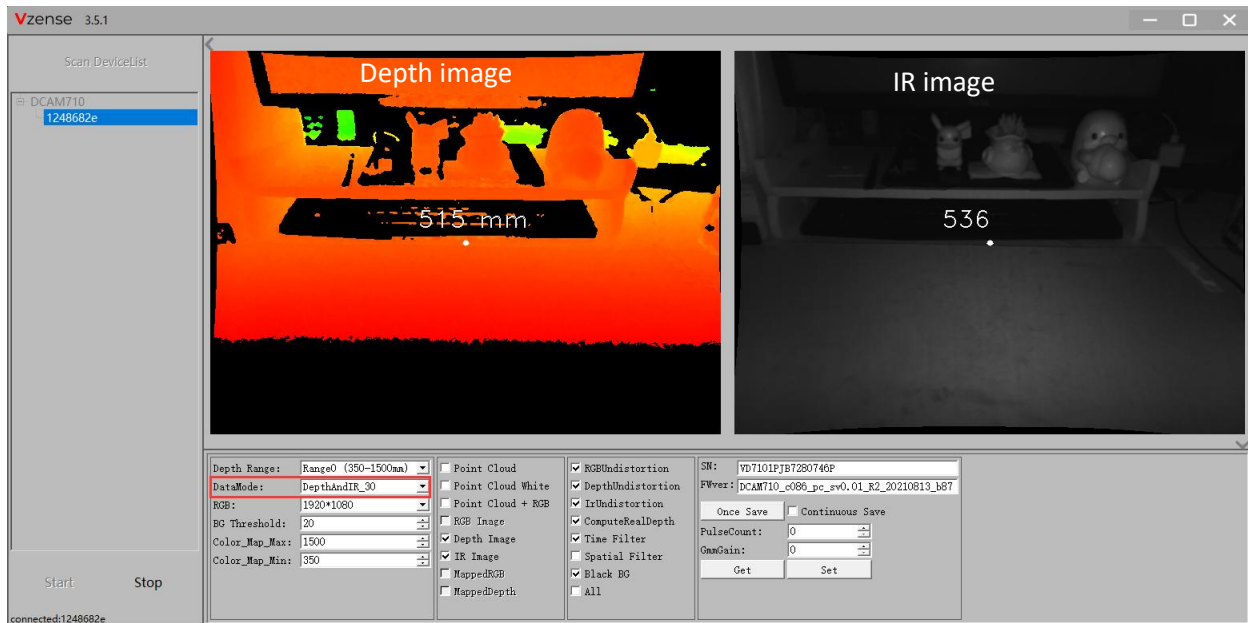 Vzense 3.5.1
Scan DeviceList
DCAM710
1248682e
Depth image
515 mm
IR image
536
Depth Range: Range0 (350-1500mm)
DataMode: DepthAndIR_30
RGB: 1920*1080
BG Threshold: 20
Color_Map_Max: 1500
Color_Map_Min: 350
Point Cloud
Point Cloud White
Point Cloud + RGB
RGB Image
Depth Image
IR Image
MappedRGB
MappedDepth
RGBUndistortion
DepthUndistortion
IrUndistortion
ComputeRealDepth
Time Filter
Spatial Filter
Black BG
All
SN: VD7101PJB7280746P
FWver: DCAM710_c086_pc_sv0.01_R2_20210813_b87
Once Save Continuous Save
PulseCount: 0
GmmGain: 0
Get Set
Start Stop
connected:1248682e